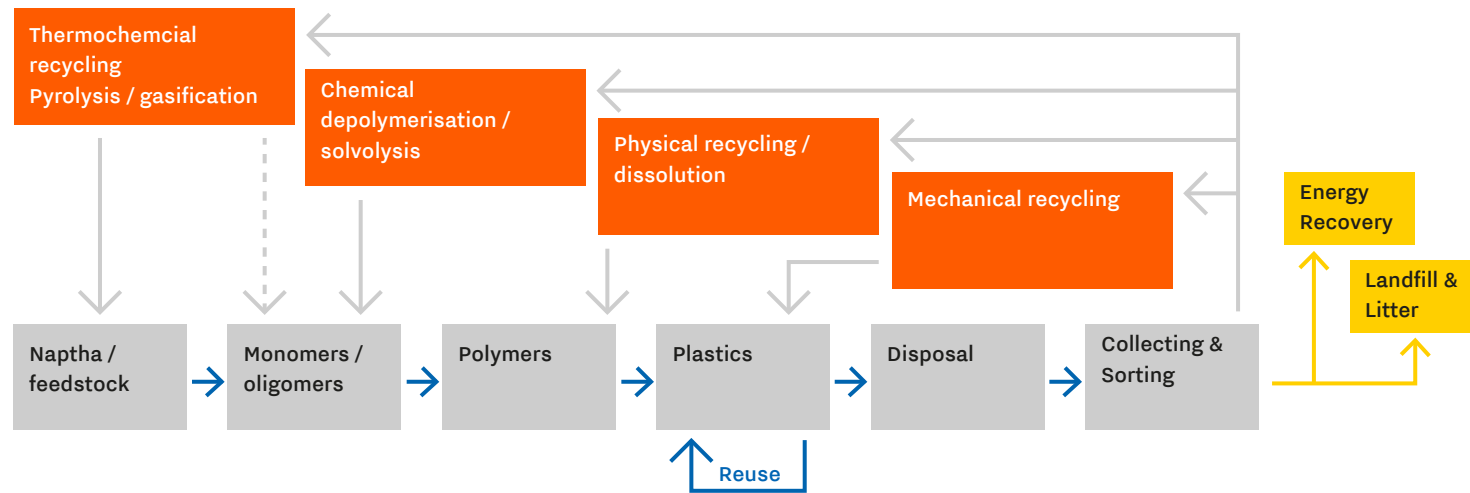 Thermochemcial
recycling
Pyrolysis / gasification
Chemical
depolymerisation /
solvolysis
Physical recycling /
dissolution
Mechanical recycling
Energy
Recovery
Landfill &
Litter
Naptha /
feedstock
Monomers /
oligomers
Polymers
Plastics
Disposal
Collecting &
Sorting
Reuse